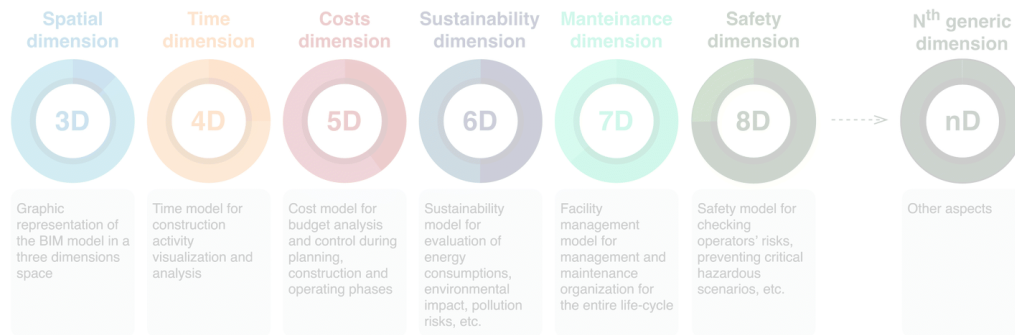 Spatial
dimension
Time
dimension
Costs
dimension
Sustainability
dimension
Manteinance
dimension
Safety
dimension
Nth generic
dimension
3D
4D
5D
6D
7D
8D
nD
Graphic
representation of
the BIM model in a
three dimensions
space
Time model for
construction
activity
visualization and
analysis
Cost model for
budget analysis
and control during
planning,
construction and
operating phases
Sustainability
model for
evaluation of
energy
consumptions,
environmental
impact, pollution
risks, etc.
Facility
management
model for
management and
maintenance
organization for
the entire life-cycle
Safety model for
checking
operators' risks,
preventing critical
hazardous
scenarios, etc.
Other aspects